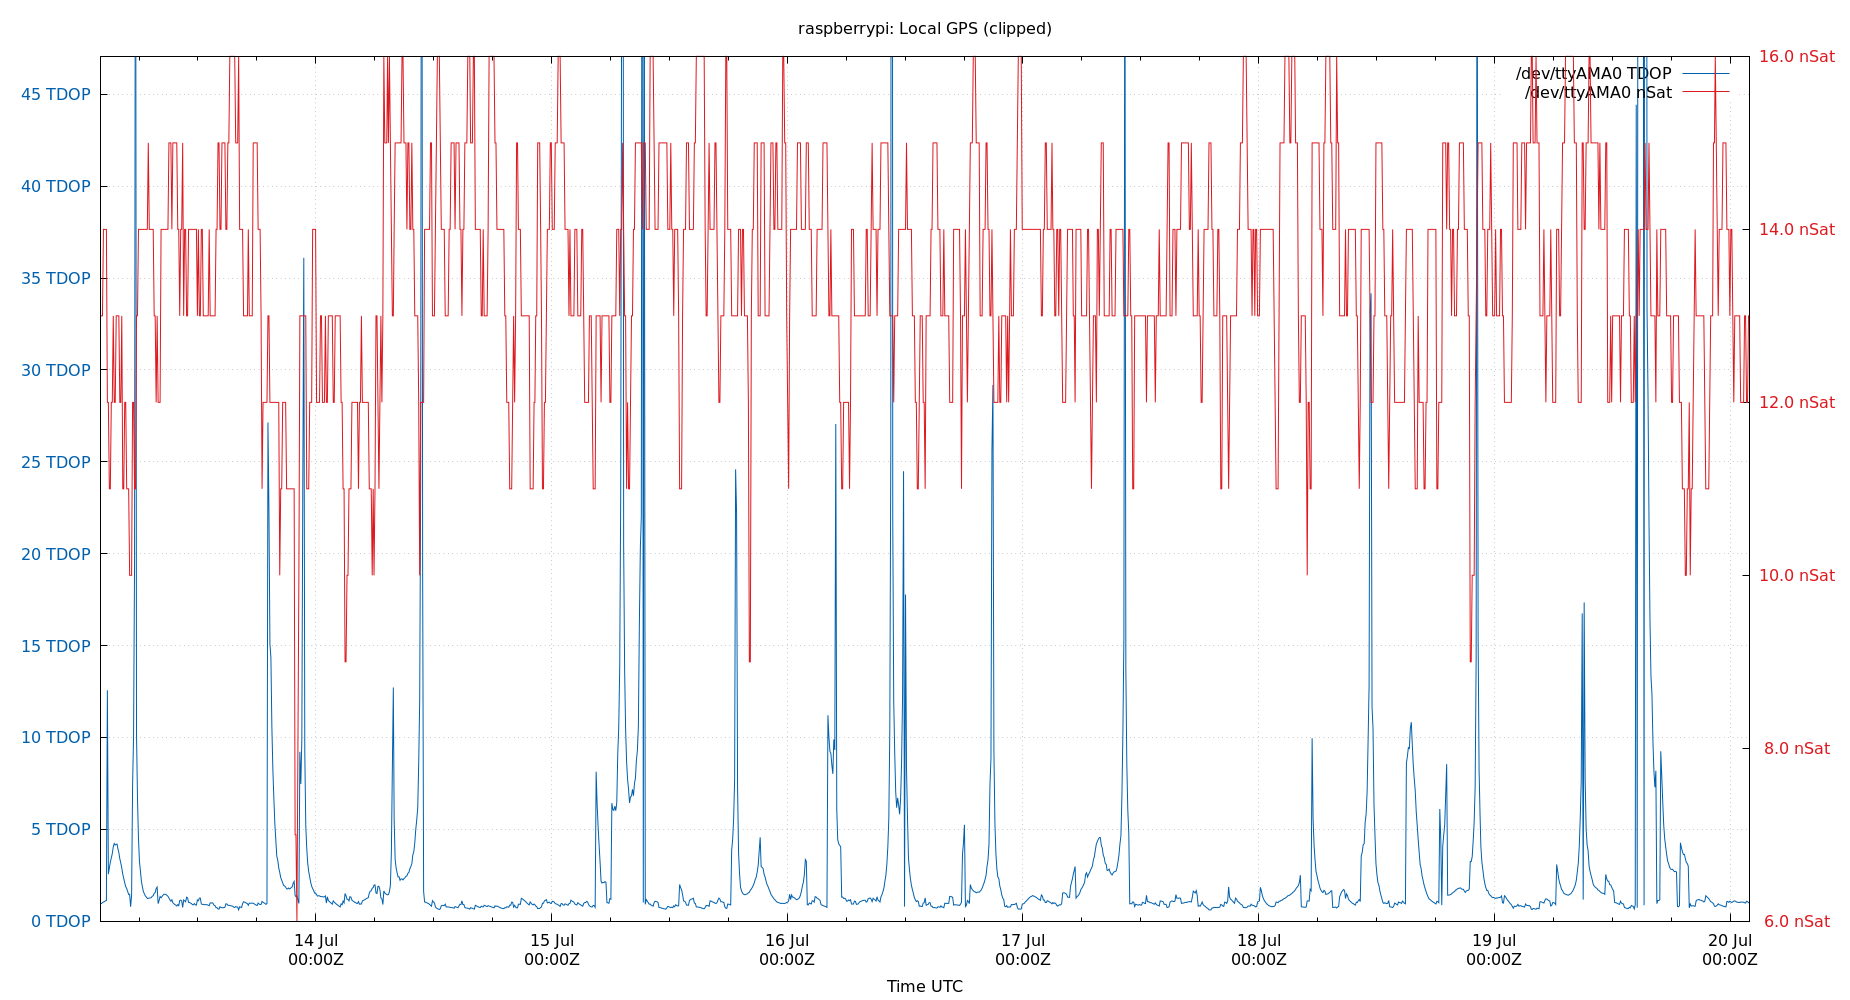 raspberrypi: Local GPS (clipped)
16.0 nSat
/dev/ttyAMA0 TDOP
/dev/ttyAMA0 nSat
45 TDOP
40 TDOP
14.0 nSat
35 TDOP
30 TDOP
12.0 nSat
25 TDOP
20 TDOP
10.0 nSat
15 TDOP
10 TDOP
8.0 nSat
5 TDOP
0 TDOP
6.0 nSat
14 Jul
00:00Z
15 Jul
00:00Z
16 Jul
00:00Z
17 Jul
00:00Z
18 Jul
00:00Z
19 Jul
00:00Z
20 Jul
00:00Z
Time UTC